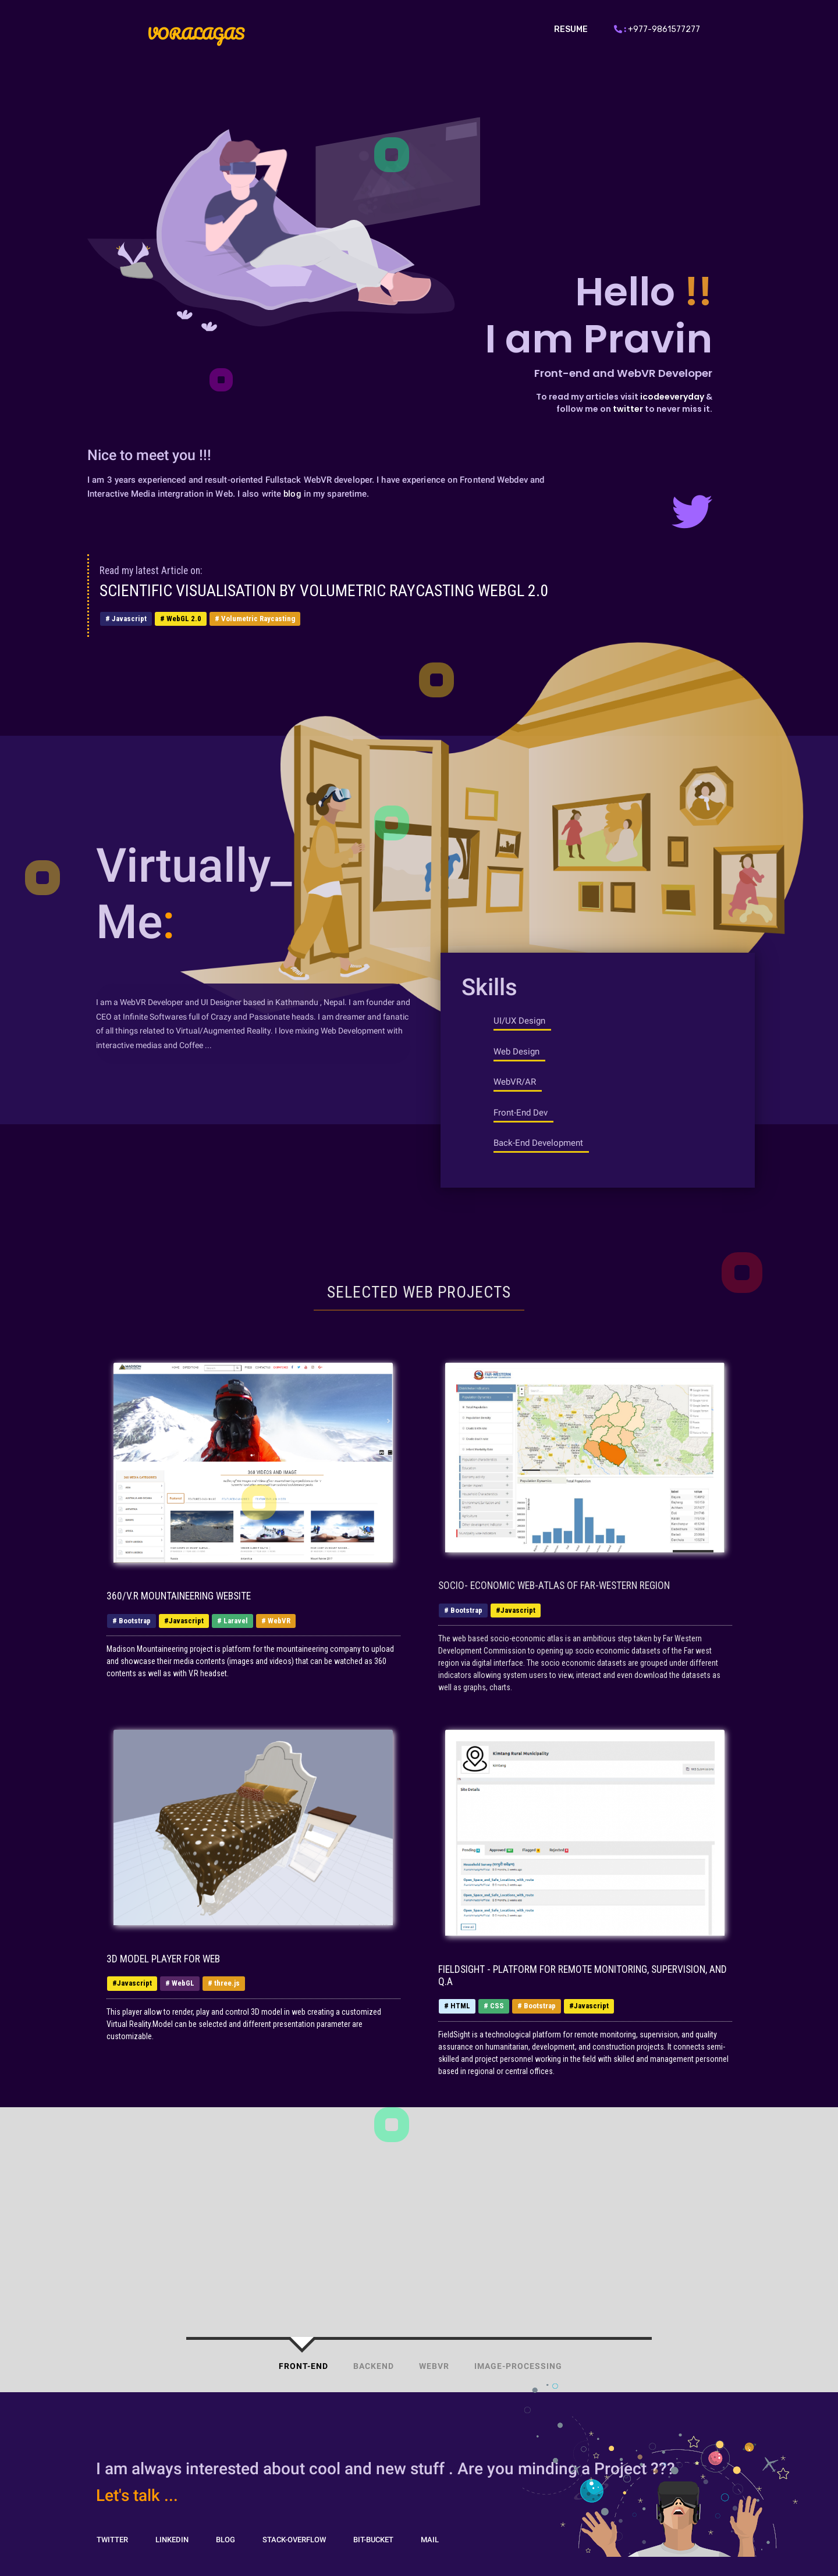 VORALAGAS
RESUME
: +977-9861577277
Hello !!
I am Pravin
Front-end and WebVR Developer
To read my articles visit icodeeveryday &
follow me on twitter to never miss it.
Nice to meet you !!!
I am 3 years experienced and result-oriented Fullstack WebVR developer. I have experience on Frontend Webdev and
Interactive Media intergration in Web. I also write blog in my sparetime.
Read my latest Article on:
SCIENTIFIC VISUALISATION BY VOLUMETRIC RAYCASTING WEBGL 2.0
# Javascript # WebGL 2.0 # Volumetric Raycasting
Virtually_
Me:
I am a WebVR Developer and UI Designer based in Kathmandu , Nepal. I am founder and
CEO at Infinite Softwares full of Crazy and Passionate heads. I am dreamer and fanatic
of all things related to Virtual/Augmented Reality. I love mixing Web Development with
interactive medias and Coffee ...
Skills
UI/UX Design
Web Design
WebVR/AR
Front-End Dev
Back-End Development
SELECTED WEB PROJECTS
360 VIDEOS AND IMAGE
360/V.R MOUNTAINEERING WEBSITE
# Bootstrap #Javascript # Laravel # WebVR
Madison Mountaineering project is platform for the mountaineering company to upload
and showcase their media contents (images and videos) that can be watched as 360
contents as well as with V.R headset.
SOCIO- ECONOMIC WEB-ATLAS OF FAR-WESTERN REGION
# Bootstrap #Javascript
The web based socio-economic atlas is an ambitious step taken by Far Western
Development Commission to opening up socio economic datasets of the Far west
region via digital interface. The socio economic datasets are grouped under different
indicators allowing system users to view, interact and even download the datasets as
well as graphs, charts.
3D MODEL PLAYER FOR WEB
#Javascript # WebGL # three.js
This player allow to render, play and control 3D model in web creating a customized
Virtual Reality.Model can be selected and different presentation parameter are
customizable.
Kimtang Rural Municipality
Kimtang
Site Details
Pending Approved Flagged Rejected
Open_Space_and_Safe_Locations_with_route
Open_Space_and_Safe_Locations_with_route
Open_Space_and_Safe_Locations_with_route
FIELDSIGHT - PLATFORM FOR REMOTE MONITORING, SUPERVISION, AND
Q.A
# HTML # CSS # Bootstrap #Javascript
FieldSight is a technological platform for remote monitoring, supervision, and quality
assurance on humanitarian, development, and construction projects. It connects semi-
skilled and project personnel working in the field with skilled and management personnel
based in regional or central offices.
FRONT-END BACKEND WEBVR IMAGE-PROCESSING
I am always interested about cool and new stuff . Are you minding a Project ???
Let's talk ...
TWITTER LINKEDIN BLOG STACK-OVERFLOW BIT-BUCKET MAIL